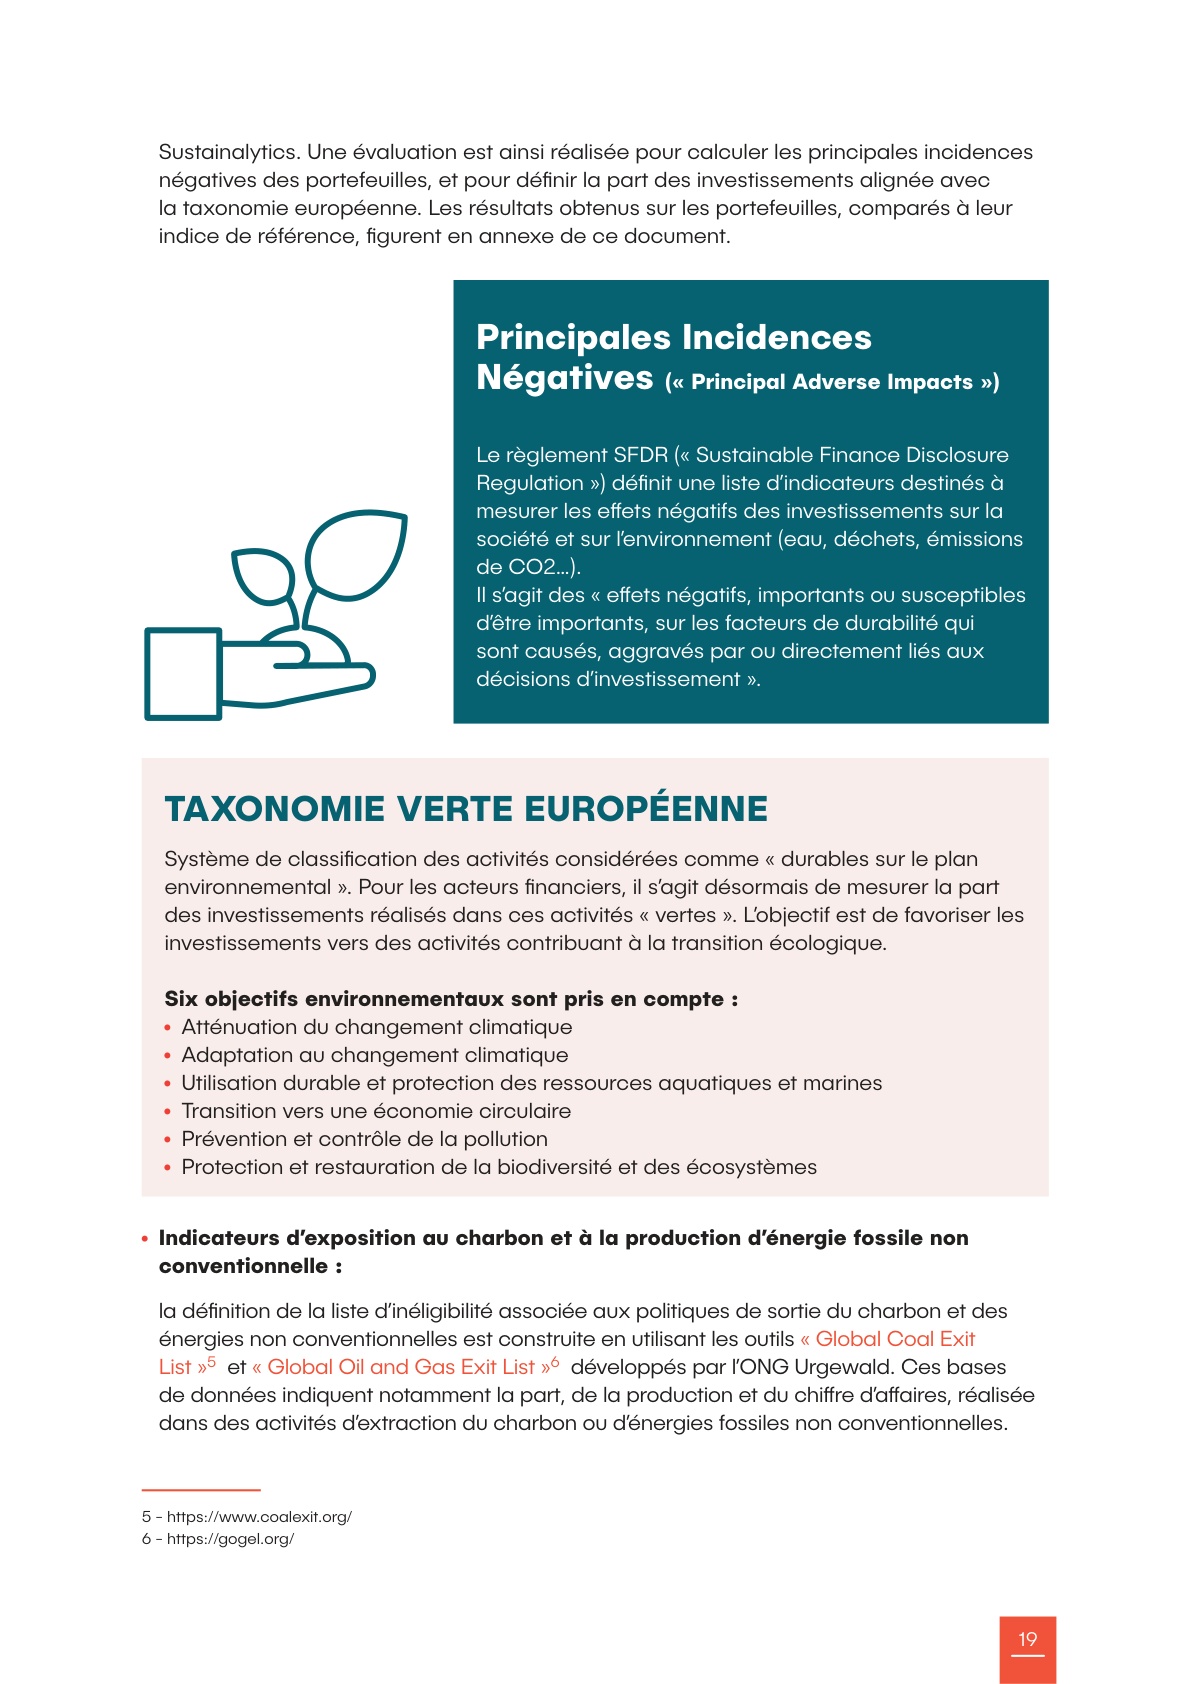 Sustainalytics. Une évaluation est ainsi réalisée pour calculer les principales incidences
négatives des portefeuilles, et pour définir la part des investissements alignée avec
la taxonomie européenne. Les résultats obtenus sur les portefeuilles, comparés à leur
indice de référence, figurent en annexe de ce document.
Principales Incidences
Négatives (« Principal Adverse Impacts »)
Le règlement SFDR (« Sustainable Finance Disclosure
Regulation ») définit une liste d’indicateurs destinés à
mesurer les effets négatifs des investissements sur la
société et sur l’environnement (eau, déchets, émissions
de CO2…).
Il s’agit des « effets négatifs, importants ou susceptibles
d’être importants, sur les facteurs de durabilité qui
sont causés, aggravés par ou directement liés aux
décisions d’investissement ».
TAXONOMIE VERTE EUROPÉENNE
Système de classification des activités considérées comme « durables sur le plan
environnemental ». Pour les acteurs financiers, il s’agit désormais de mesurer la part
des investissements réalisés dans ces activités « vertes ». L’objectif est de favoriser les
investissements vers des activités contribuant à la transition écologique.
Six objectifs environnementaux sont pris en compte :
• Atténuation du changement climatique
• Adaptation au changement climatique
• Utilisation durable et protection des ressources aquatiques et marines
• Transition vers une économie circulaire
• Prévention et contrôle de la pollution
• Protection et restauration de la biodiversité et des écosystèmes
• Indicateurs d’exposition au charbon et à la production d’énergie fossile non
conventionnelle :
la définition de la liste d’inéligibilité associée aux politiques de sortie du charbon et des
énergies non conventionnelles est construite en utilisant les outils « Global Coal Exit
List »5 et « Global Oil and Gas Exit List »6 développés par l’ONG Urgewald. Ces bases
de données indiquent notamment la part, de la production et du chiffre d’affaires, réalisée
dans des activités d’extraction du charbon ou d’énergies fossiles non conventionnelles.
5 - https://www.coalexit.org/
6 - https://gogel.org/
19